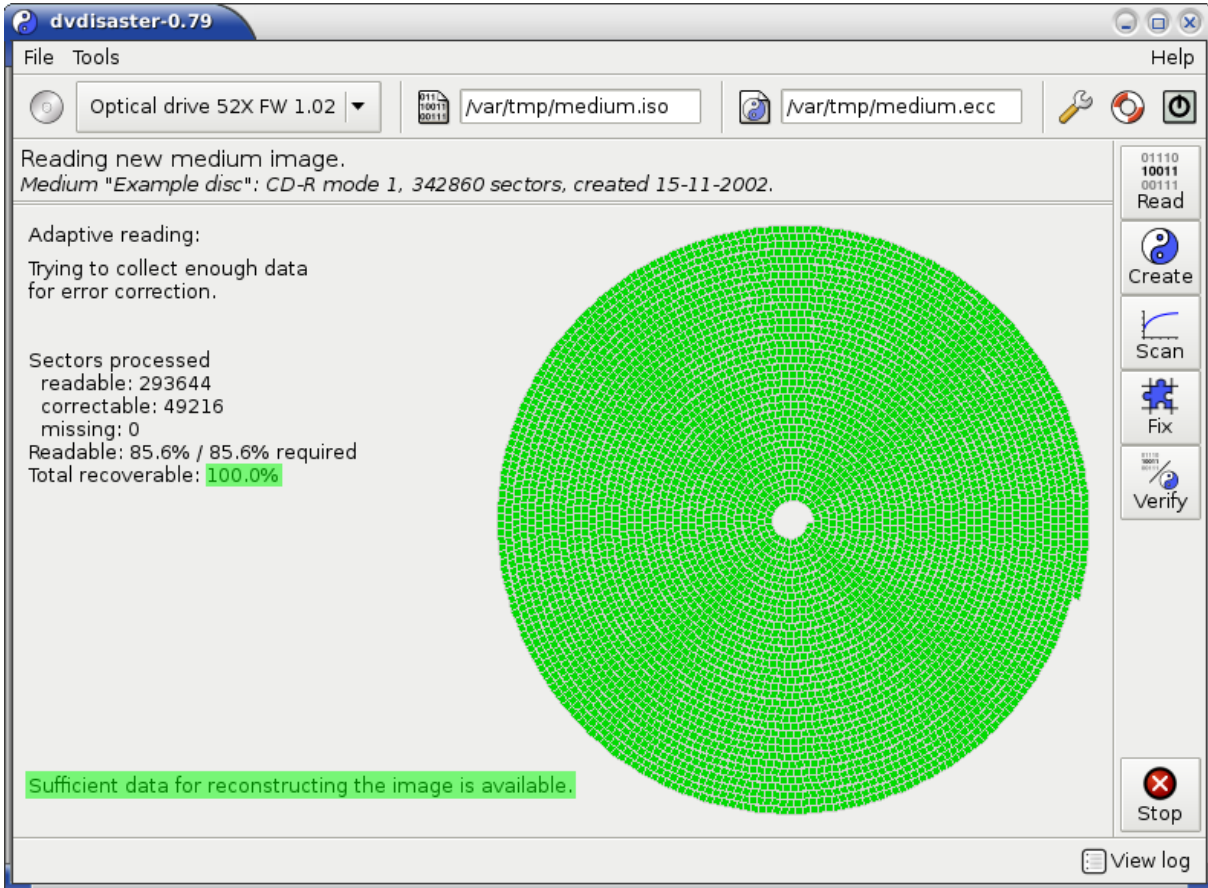 dvdisaster-0.79
File Tools Help
Optical drive 52X FW 1.02 /var/tmp/medium.iso /var/tmp/medium.ecc
Reading new medium image.
Medium "Example disc": CD-R mode 1, 342860 sectors, created 15-11-2002.
Adaptive reading:
Trying to collect enough data
for error correction.
Sectors processed
readable: 293644
correctable: 49216
missing: 0
Readable: 85.6% / 85.6% required
Total recoverable: 100.0%
Sufficient data for reconstructing the image is available.
01110
10011
00111
Read
Create
Scan
Fix
Verify
Stop
View log